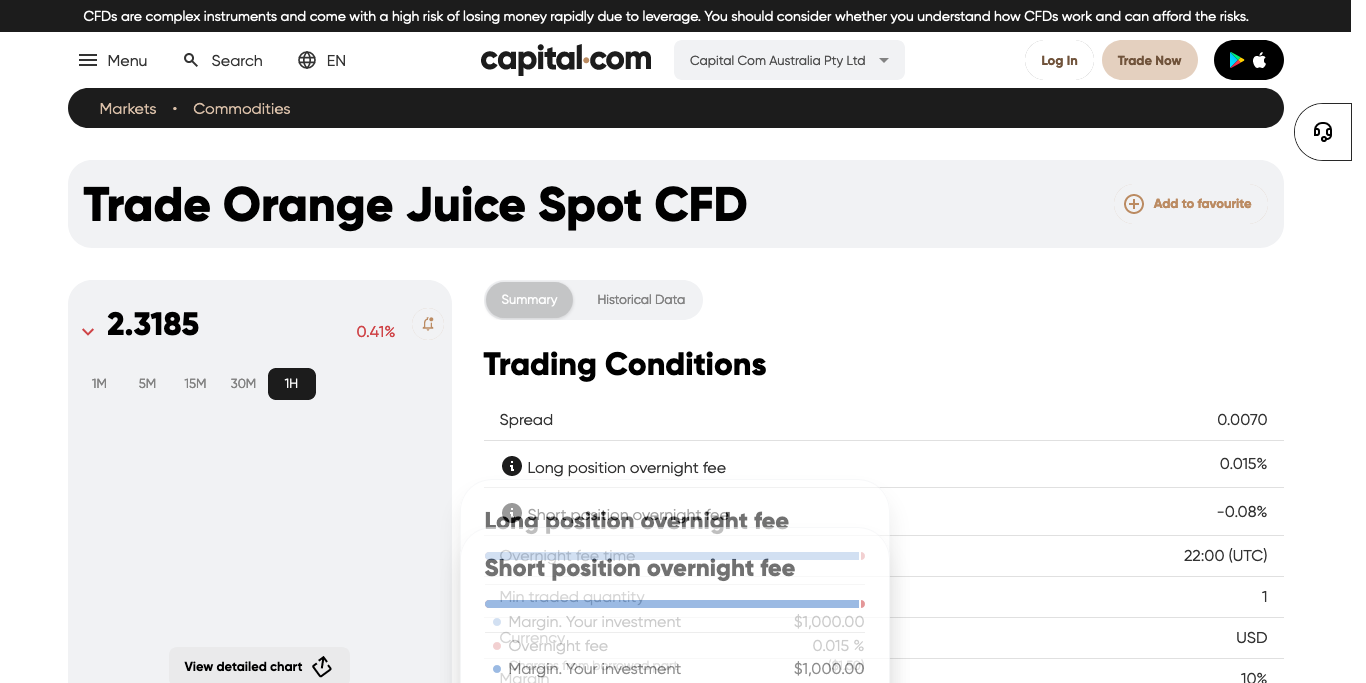 CFDs are complex instruments and come with a high risk of losing money rapidly due to leverage. You should consider whether you understand how CFDs work and can afford the risks.
Menu
Search
EN
capital.com
Capital Com Australia Pty Ltd
Log In
Trade Now
Markets • Commodities
Trade Orange Juice Spot CFD
Add to favourite
2.3185
0.41%
1M 5M 15M 30M 1H
View detailed chart
Summary
Historical Data
Trading Conditions
Spread 0.0070
Long position overnight fee 0.015%
Short position overnight fee -0.08%
Long position overnight fee
Overnight fee time 22:00 (UTC)
Short position overnight fee
Min traded quantity 1
Margin. Your investment $1,000.00
Currency USD
Overnight fee 0.015 %
Margin. Your investment $1,000.00
Margin 10%